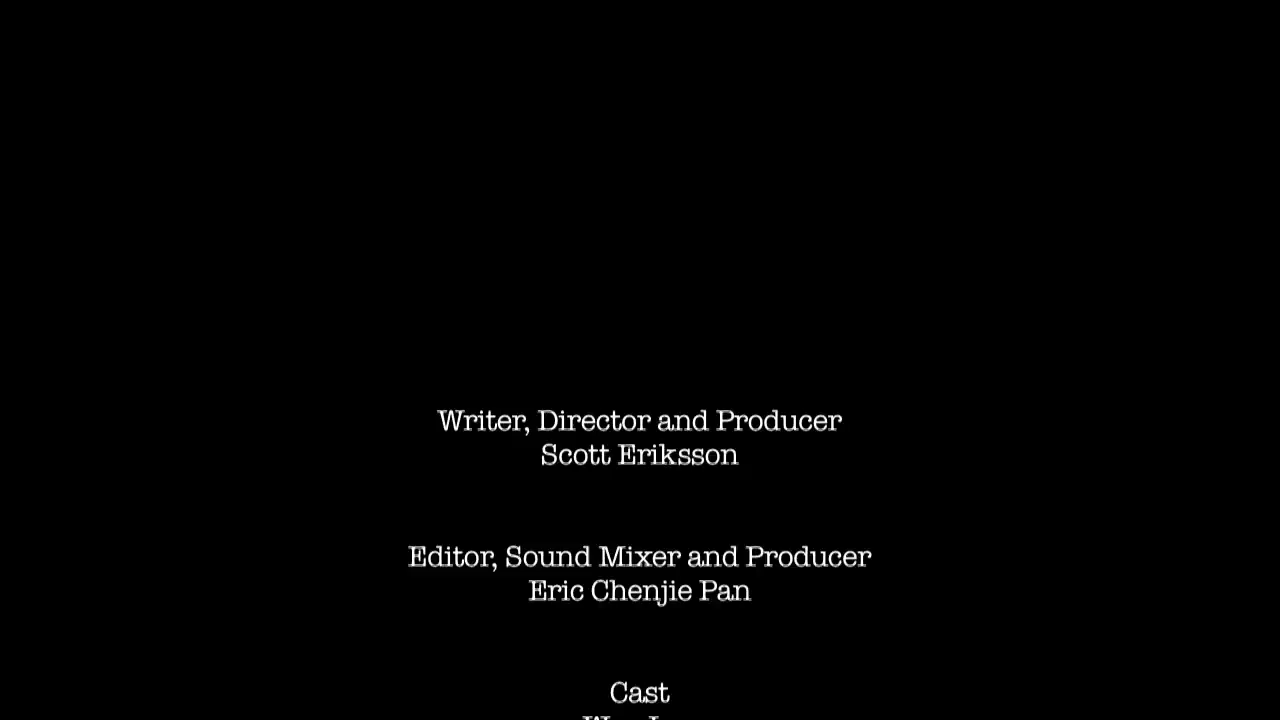 Writer, Director and Producer
Scott Eriksson
Editor, Sound Mixer and Producer
Eric Chenjie Pan
Cast